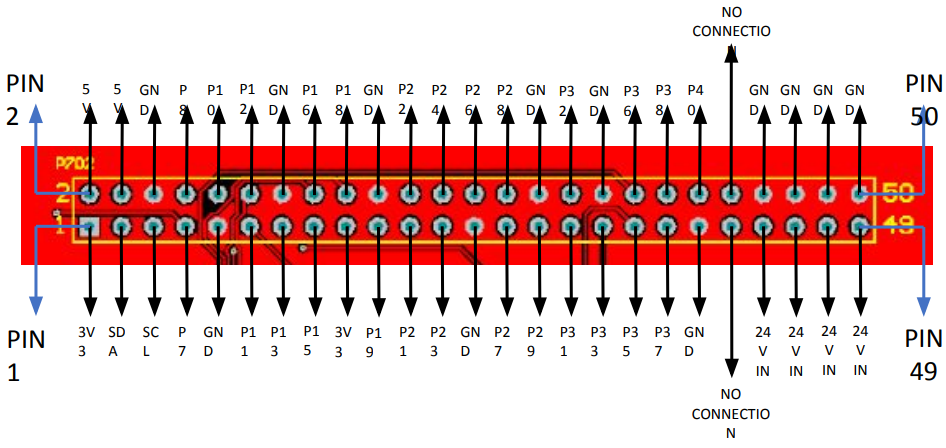 NO
CONNECTIO
N
PIN
2
5
V
5
V
GN
D
P
8
P1
0
P1
2
GN
D
P1
6
P1
8
GN
D
P2
2
P2
4
P2
6
P2
8
GN
D
P3
2
GN
D
P3
6
P3
8
P4
0
GN
D
GN
D
GN
D
GN
D
PIN
50
P702
2
50
1
49
PIN
1
3V
3
SD
A
SC
L
P
7
GN
D
P1
1
P1
3
P1
5
3V
3
P1
9
P2
1
P2
3
GN
D
P2
7
P2
9
P3
1
P3
3
P3
5
P3
7
GN
D
24
V
IN
24
V
IN
24
V
IN
24
V
IN
PIN
49
NO
CONNECTIO
N